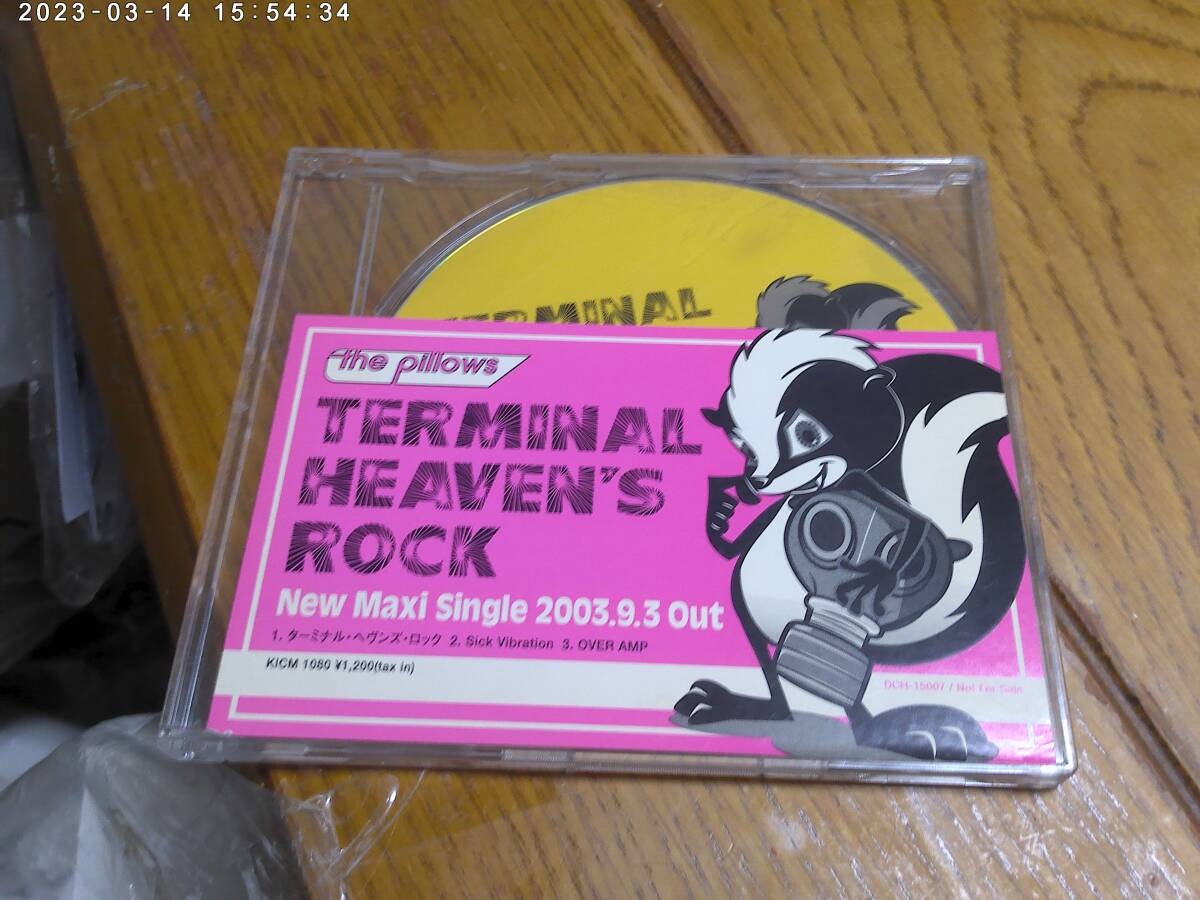 2023-03-14 15:54:34
TERMINAL
the pillows
TERMINAL
HEAVEN'S
ROCK
New Maxi Single 2003.9.3 Out
1. ターミナル・ヘヴンズ・ロック 2. Sick Vibration 3. OVER AMP
KICM 1080 ¥1,200(tax in)
DCH-15007 / Not For Sale